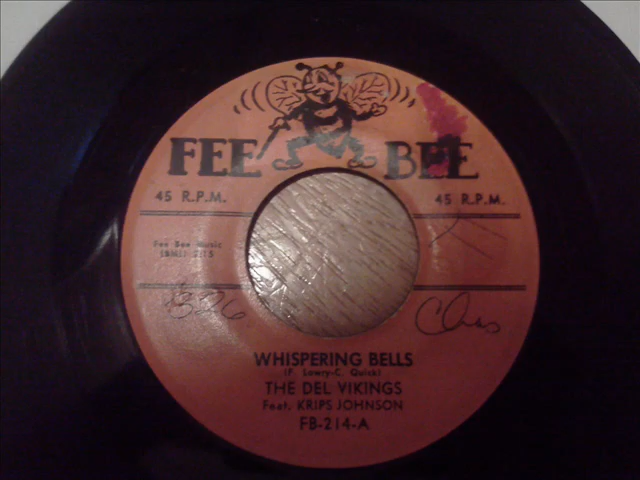 FEE BEE
45 R.P.M. 45 R.P.M.
Fee Bee Music
826 Chas
WHISPERING BELLS
(F. Lowry-C. Quick)
THE DEL VIKINGS
Feat. KRIPS JOHNSON
FB-214-A